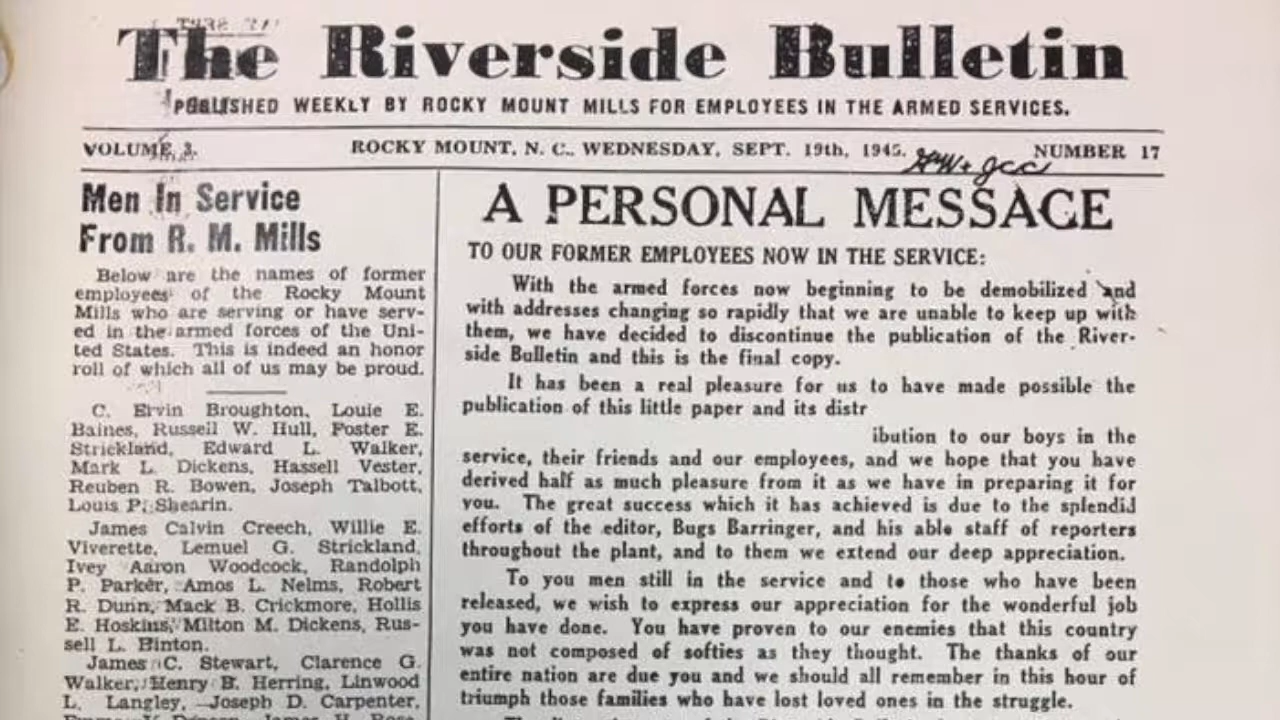 The Riverside Bulletin
PUBLISHED WEEKLY BY ROCKY MOUNT MILLS FOR EMPLOYEES IN THE ARMED SERVICES.
VOLUME 3. ROCKY MOUNT, N. C., WEDNESDAY, SEPT. 19th, 1945. NUMBER 17
Men In Service
From R. M. Mills
Below are the names of former
employees of the Rocky Mount
Mills who are serving or have serv-
ed in the armed forces of the Uni-
ted States. This is indeed an honor
roll of which all of us may be proud.
C. Ervin Broughton, Louie E.
Baines, Russell W. Hull, Foster E.
Strickland, Edward L. Walker,
Mark L. Dickens, Hassell Vester,
Reuben R. Bowen, Joseph Talbott,
Louis P. Shearin.
James Calvin Creech, Willie E.
Viverette, Lemuel G. Strickland,
Ivey Aaron Woodcock, Randolph
P. Parker, Amos L. Nelms, Robert
R. Dunn, Mack B. Crickmore, Hollis
E. Hoskins, Milton M. Dickens, Rus-
sell L. Hinton.
James C. Stewart, Clarence G.
Walker, Henry B. Herring, Linwood
L. Langley, Joseph D. Carpenter,
A PERSONAL MESSAGE
TO OUR FORMER EMPLOYEES NOW IN THE SERVICE:
With the armed forces now beginning to be demobilized and
with addresses changing so rapidly that we are unable to keep up with
them, we have decided to discontinue the publication of the River-
side Bulletin and this is the final copy.
It has been a real pleasure for us to have made possible the
publication of this little paper and its distr
ibution to our boys in the
service, their friends and our employees, and we hope that you have
derived half as much pleasure from it as we have in preparing it for
you. The great success which it has achieved is due to the splendid
efforts of the editor, Bugs Barringer, and his able staff of reporters
throughout the plant, and to them we extend our deep appreciation.
To you men still in the service and to those who have been
released, we wish to express our appreciation for the wonderful job
you have done. You have proven to our enemies that this country
was not composed of softies as they thought. The thanks of our
entire nation are due you and we should all remember in this hour of
triumph those families who have lost loved ones in the struggle.